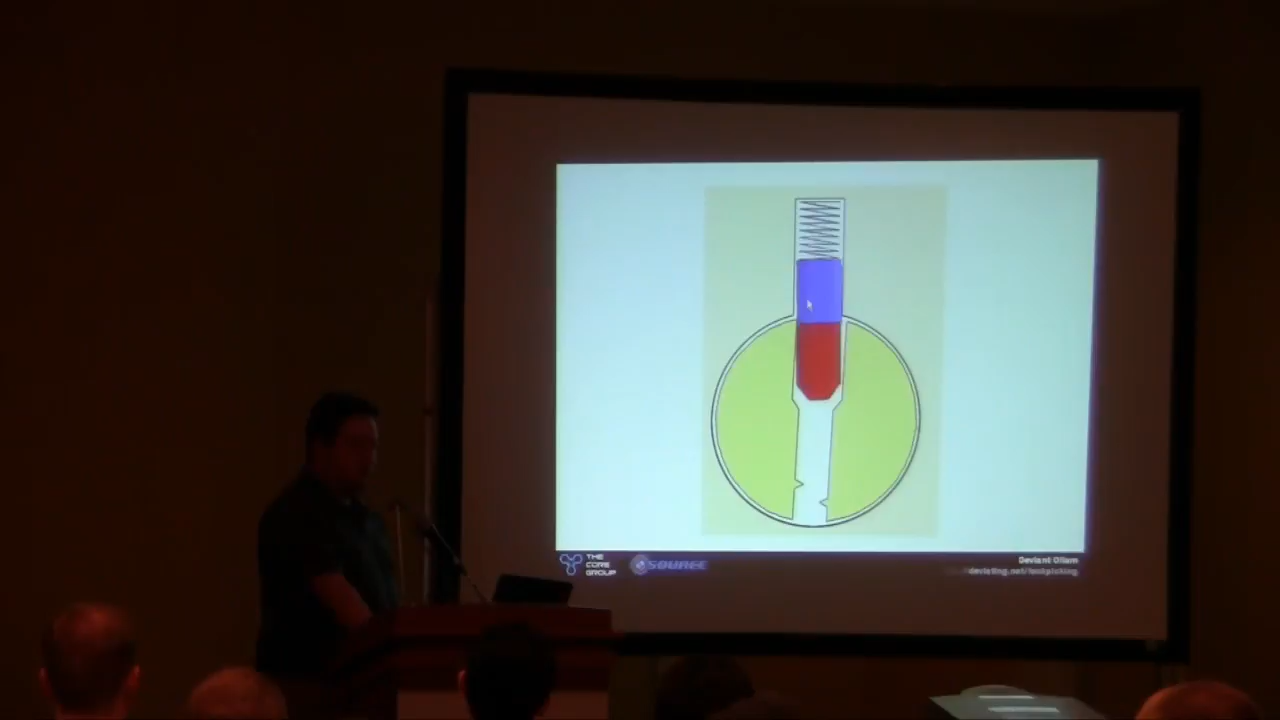 THE
CORE
GROUP
SOURCE
Deviant Ollam
deviating.net/lockpicking